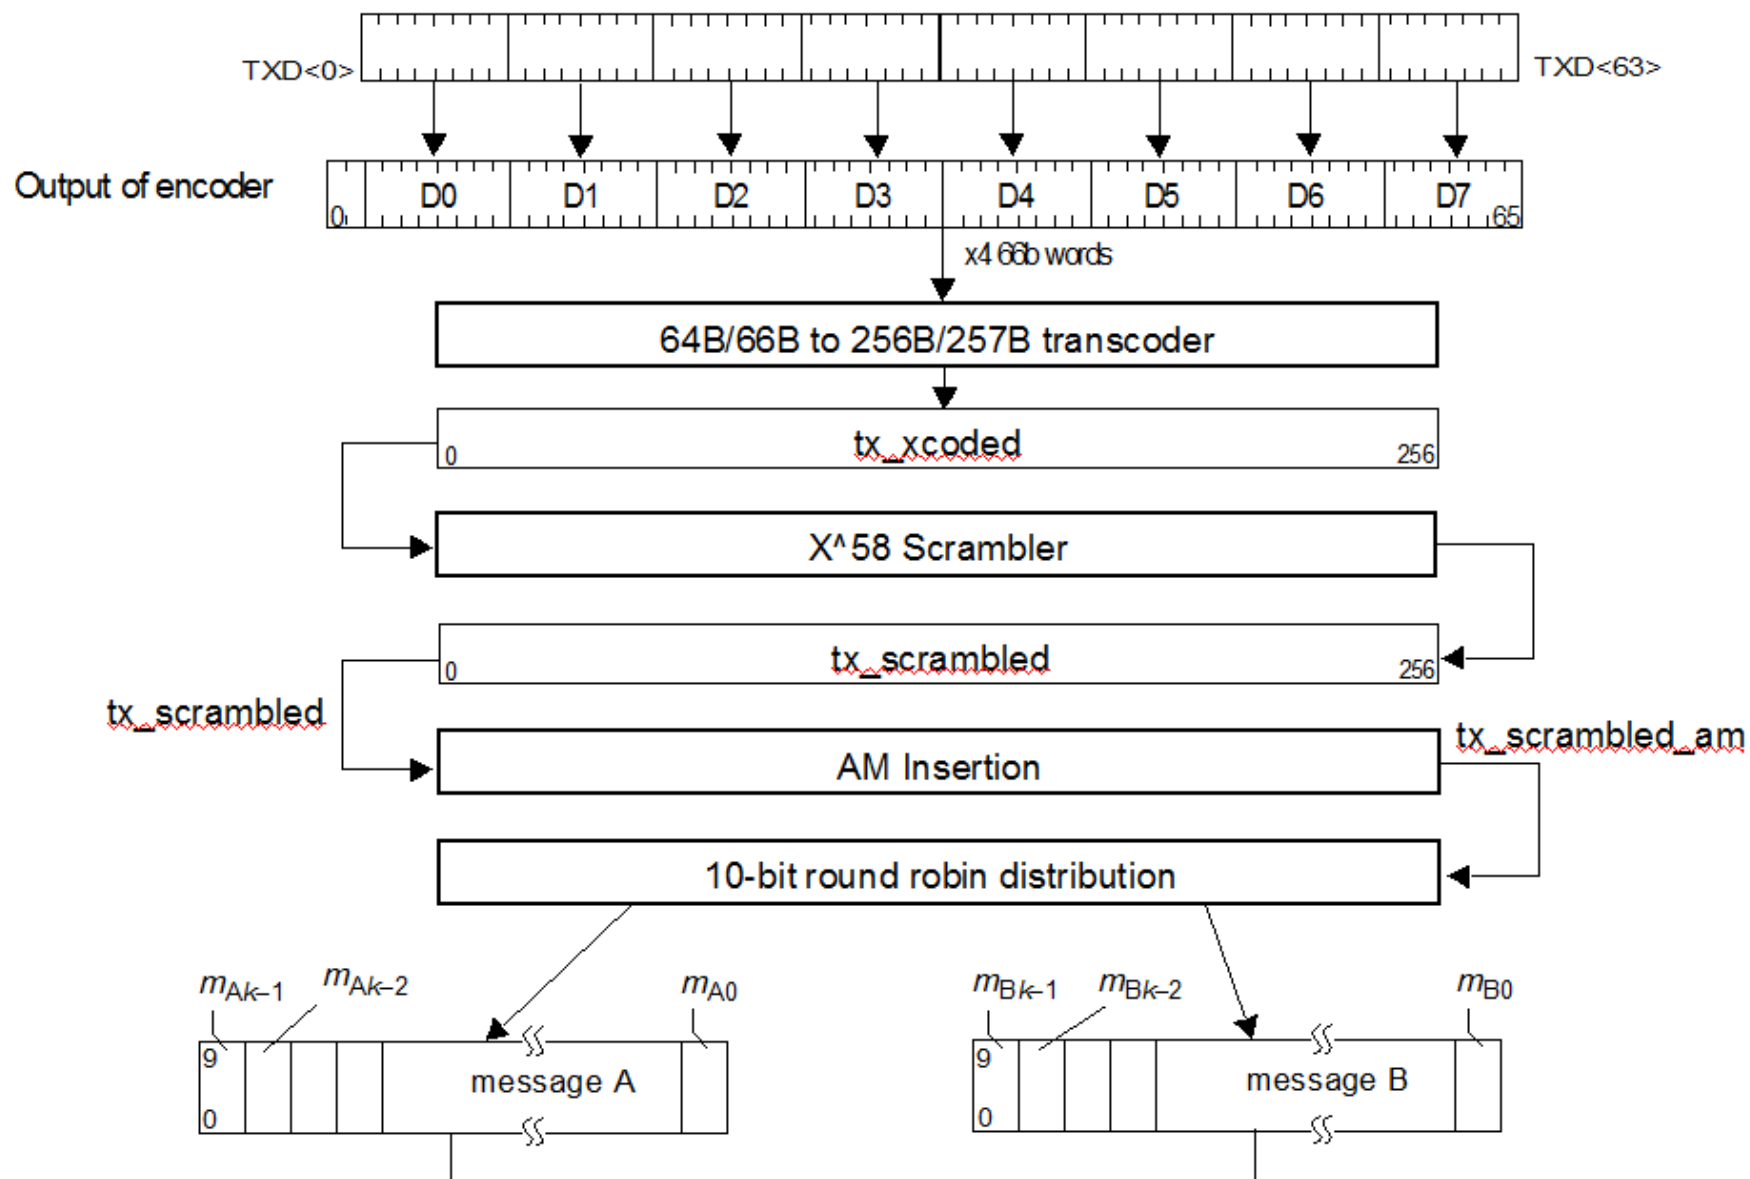 TXD<0>
TXD<63>
Output of encoder
D0 D1 D2 D3 D4 D5 D6 D7
0 65
x4 66b words
64B/66B to 256B/257B transcoder
tx_xcoded
0 256
X^58 Scrambler
tx_scrambled
0 256
tx_scrambled
tx_scrambled_am
AM Insertion
10-bit round robin distribution
mAk–1 mAk–2 mA0
mBk–1 mBk–2 mB0
9
message A
0
9
message B
0